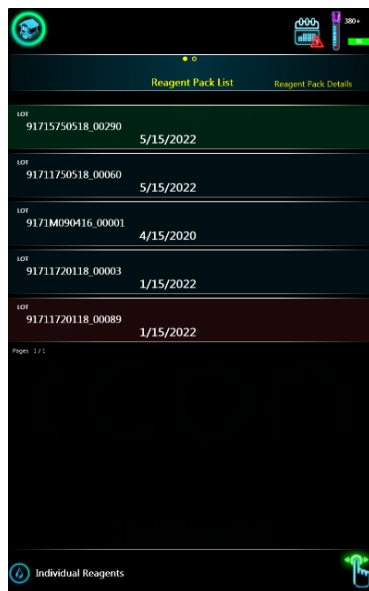 380+
Reagent Pack List
Reagent Pack Details
LOT
91715750518_00290
5/15/2022
LOT
91711750518_00060
5/15/2022
LOT
9171M090416_00001
4/15/2020
LOT
91711720118_00003
1/15/2022
LOT
91711720118_00089
1/15/2022
Pages 1/1
Individual Reagents